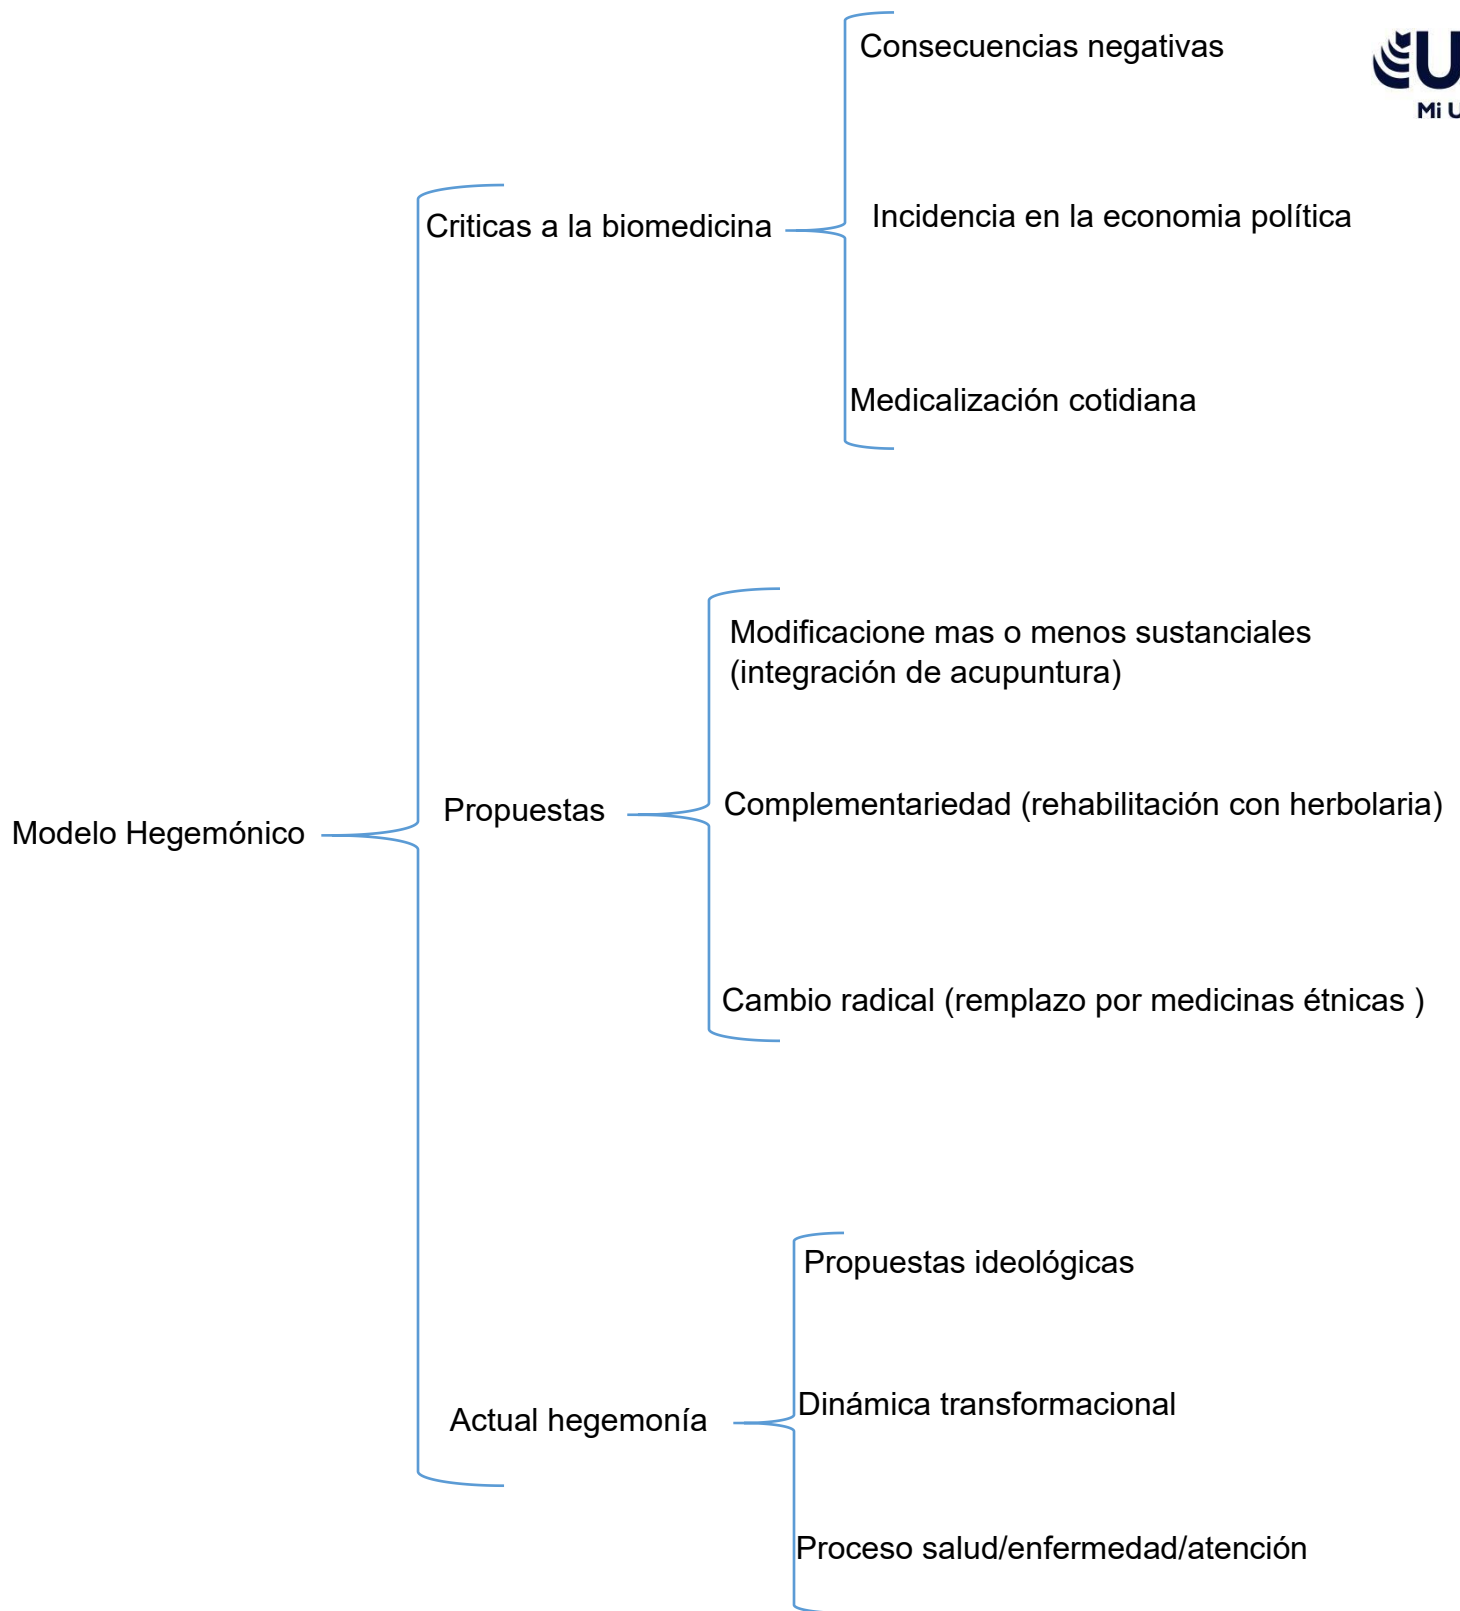 Modelo Hegemónico
Criticas a la biomedicina
Consecuencias negativas
Incidencia en la economia política
Medicalización cotidiana
Propuestas
Modificacione mas o menos sustanciales
(integración de acupuntura)
Complementariedad (rehabilitación con herbolaria)
Cambio radical (remplazo por medicinas étnicas )
Actual hegemonía
Propuestas ideológicas
Dinámica transformacional
Proceso salud/enfermedad/atención
U
Mi U